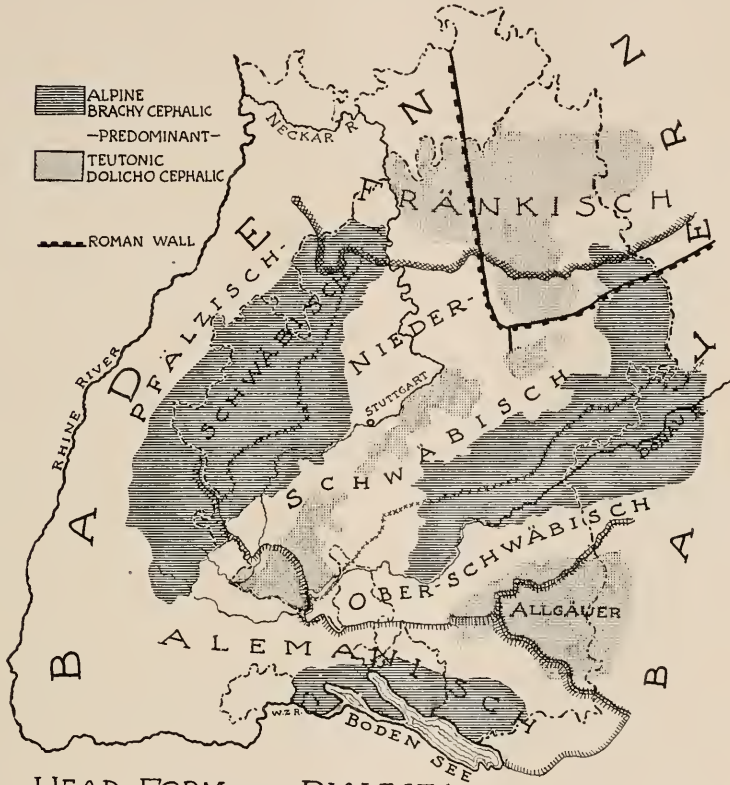 ALPINE
BRACHY CEPHALIC
–PREDOMINANT–
TEUTONIC
DOLICHO CEPHALIC
ROMAN WALL
NECKAR R
BADEN
BAYERN
FRÄNKISCH
PFÄLZISCH-
SCHWÄBISCH
NIEDER-
SCHWÄBISCH
STUTTGART
RHINE RIVER
DONAU R.
OBER-SCHWÄBISCH
ALLGÄUER
ALEMANISCH
W.Z.R.
BODEN SEE
HEAD FORM